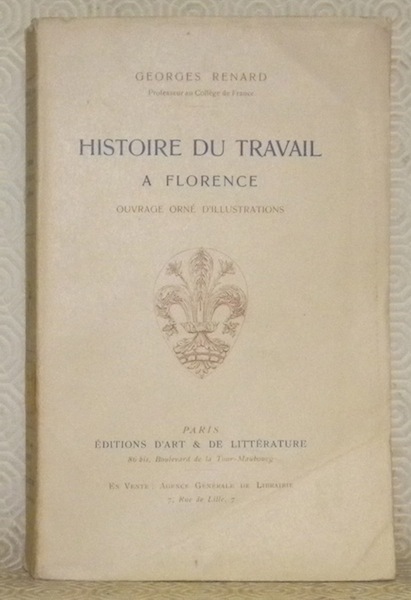 GEORGES RENARD
Professeur au Collège de France
HISTOIRE DU TRAVAIL
A FLORENCE
OUVRAGE ORNÉ D'ILLUSTRATIONS
PARIS
ÉDITIONS D'ART & DE LITTÉRATURE
Boulevard de la Tour-Maubourg
EN VENTE : AGENCE GÉNÉRALE DE LIBRAIRIE
7, Rue de Lille, 7